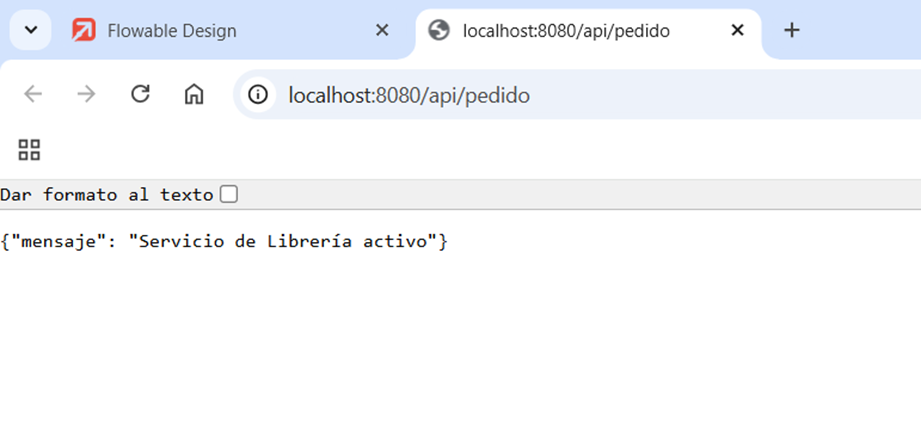 Flowable Design
localhost:8080/api/pedido
localhost:8080/api/pedido
Dar formato al texto
{"mensaje": "Servicio de Librería activo"}